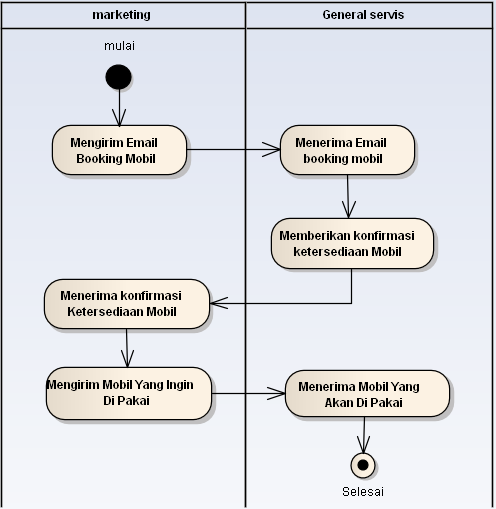 marketing
General servis
mulai
Mengirim Email
Booking Mobil
Menerima Email
booking mobil
Memberikan konfirmasi
ketersediaan Mobil
Menerima konfirmasi
Ketersediaan Mobil
Mengirim Mobil Yang Ingin
Di Pakai
Menerima Mobil Yang
Akan Di Pakai
Selesai